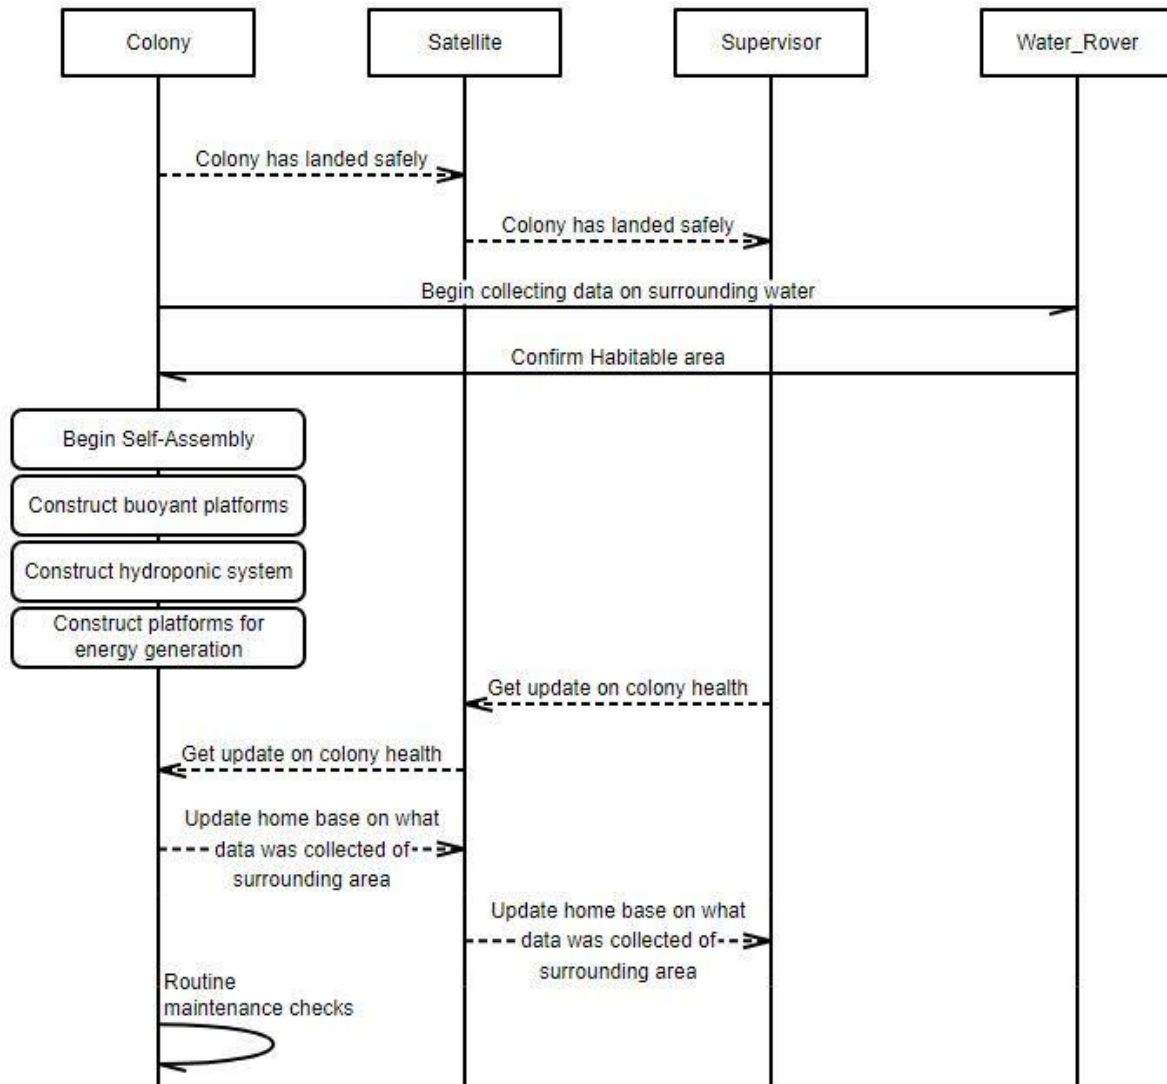 Colony
Satellite
Supervisor
Water_Rover
Colony has landed safely
Colony has landed safely
Begin collecting data on surrounding water
Confirm Habitable area
Begin Self-Assembly
Construct buoyant platforms
Construct hydroponic system
Construct platforms for
energy generation
Get update on colony health
Get update on colony health
Update home base on what
data was collected of
surrounding area
Update home base on what
data was collected of
surrounding area
Routine
maintenance checks